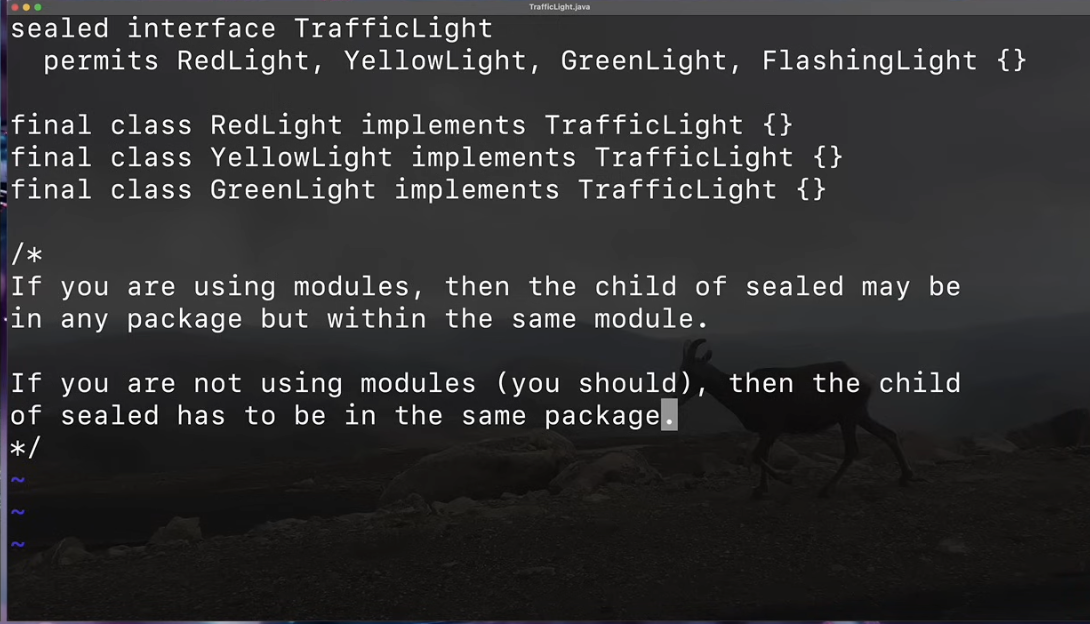 TrafficLight.java
sealed interface TrafficLight
  permits RedLight, YellowLight, GreenLight, FlashingLight {}
final class RedLight implements TrafficLight {}
final class YellowLight implements TrafficLight {}
final class GreenLight implements TrafficLight {}
/*
If you are using modules, then the child of sealed may be
in any package but within the same module.
If you are not using modules (you should), then the child
of sealed has to be in the same package.
*/
~
~
~